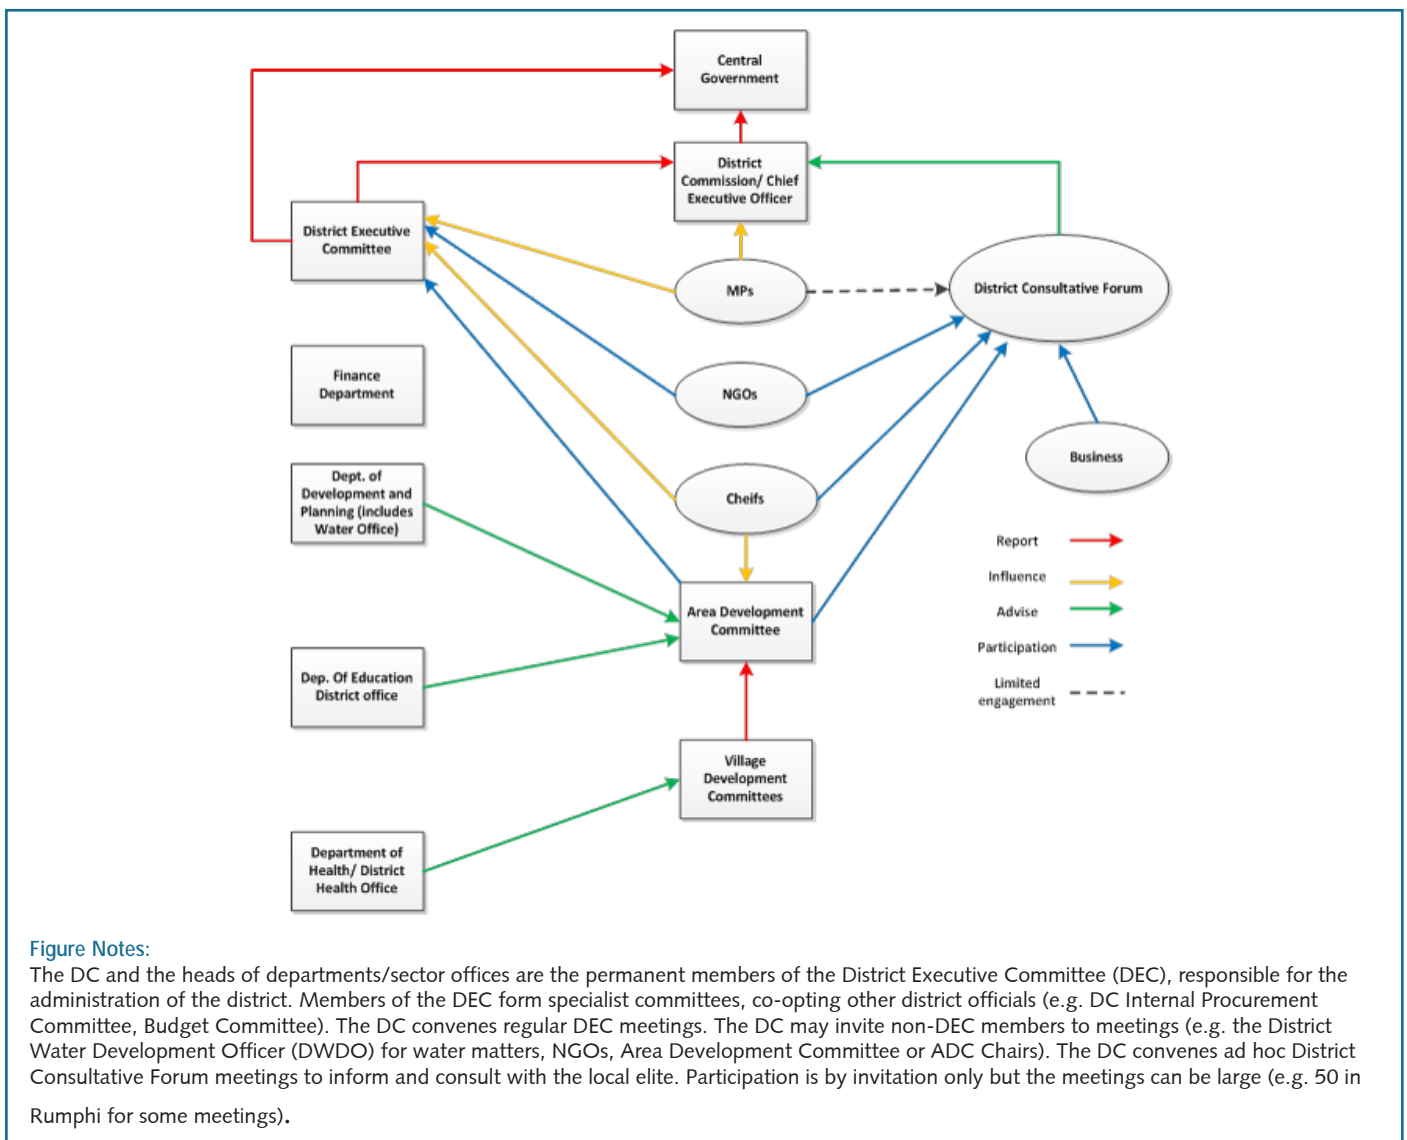 Central
Government
District
Commission/ Chief
Executive Officer
District Executive
Committee
MPs
District Consultative Forum
Finance
Department
NGOs
Business
Dept. of
Development and
Planning (includes
Water Office)
Cheifs
Report
Influence
Advise
Participation
Limited
engagement
Area Development
Committee
Dep. Of Education
District office
Village
Development
Committees
Department of
Health/ District
Health Office
Figure Notes:
The DC and the heads of departments/sector offices are the permanent members of the District Executive Committee (DEC), responsible for the
administration of the district. Members of the DEC form specialist committees, co-opting other district officials (e.g. DC Internal Procurement
Committee, Budget Committee). The DC convenes regular DEC meetings. The DC may invite non-DEC members to meetings (e.g. the District
Water Development Officer (DWDO) for water matters, NGOs, Area Development Committee or ADC Chairs). The DC convenes ad hoc District
Consultative Forum meetings to inform and consult with the local elite. Participation is by invitation only but the meetings can be large (e.g. 50 in
Rumphi for some meetings).